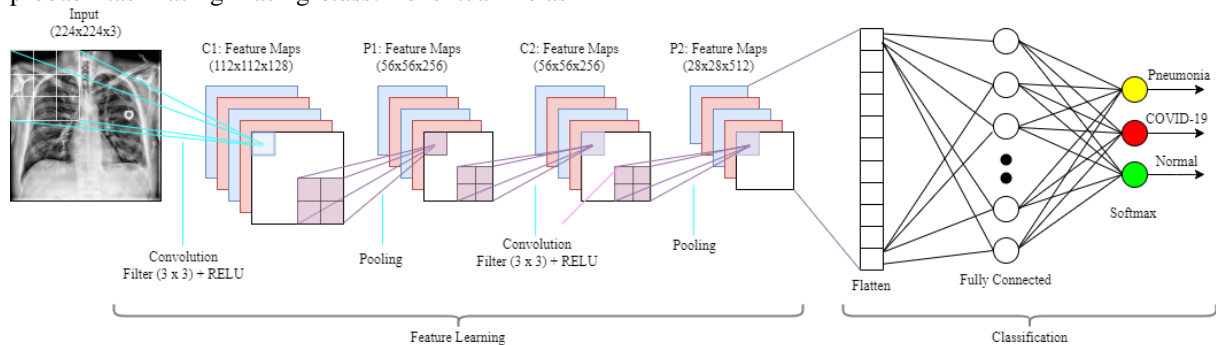 Input
(224x224x3)
C1: Feature Maps
(112x112x128)
P1: Feature Maps
(56x56x256)
C2: Feature Maps
(56x56x256)
P2: Feature Maps
(28x28x512)
Pneumonia
COVID-19
Normal
Softmax
Convolution
Filter (3 x 3) + RELU
Pooling
Convolution
Filter (3 x 3) + RELU
Pooling
Flatten
Fully Connected
Feature Learning
Classification